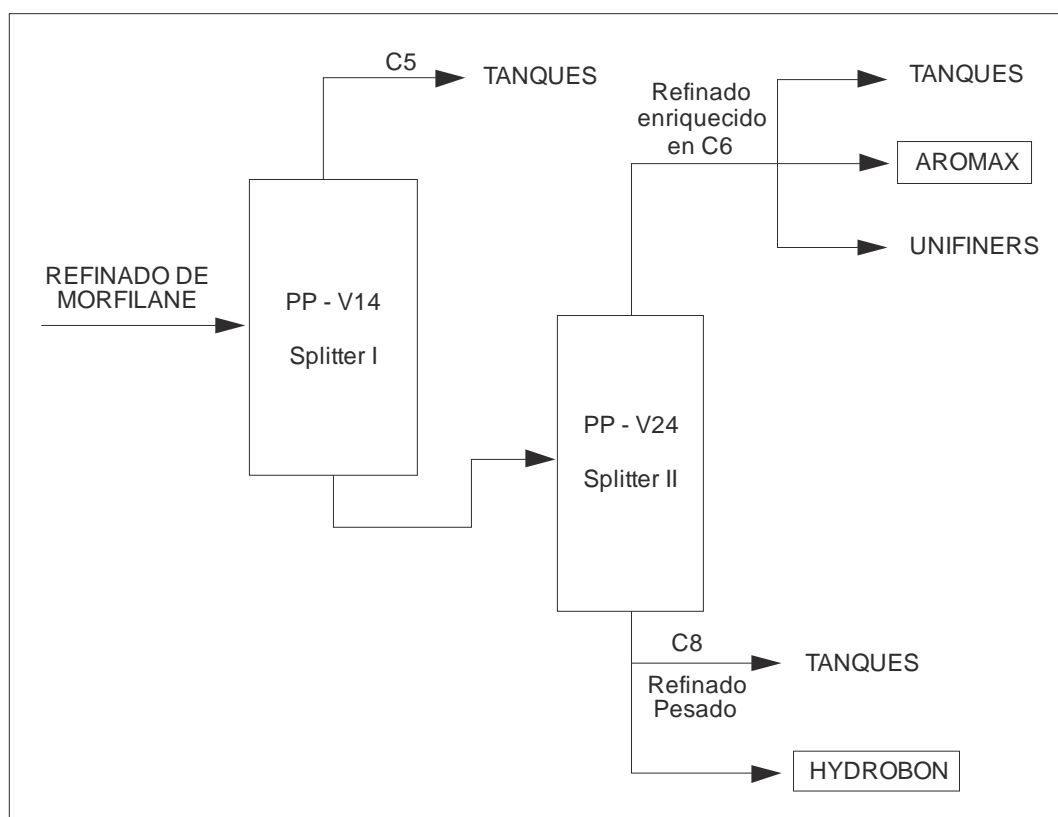 C5
TANQUES
Refinado
enriquecido
en C6
TANQUES
AROMAX
UNIFINERS
REFINADO DE
MORFILANE
PP - V14
Splitter I
PP - V24
Splitter II
C8
Refinado
Pesado
TANQUES
HYDROBON